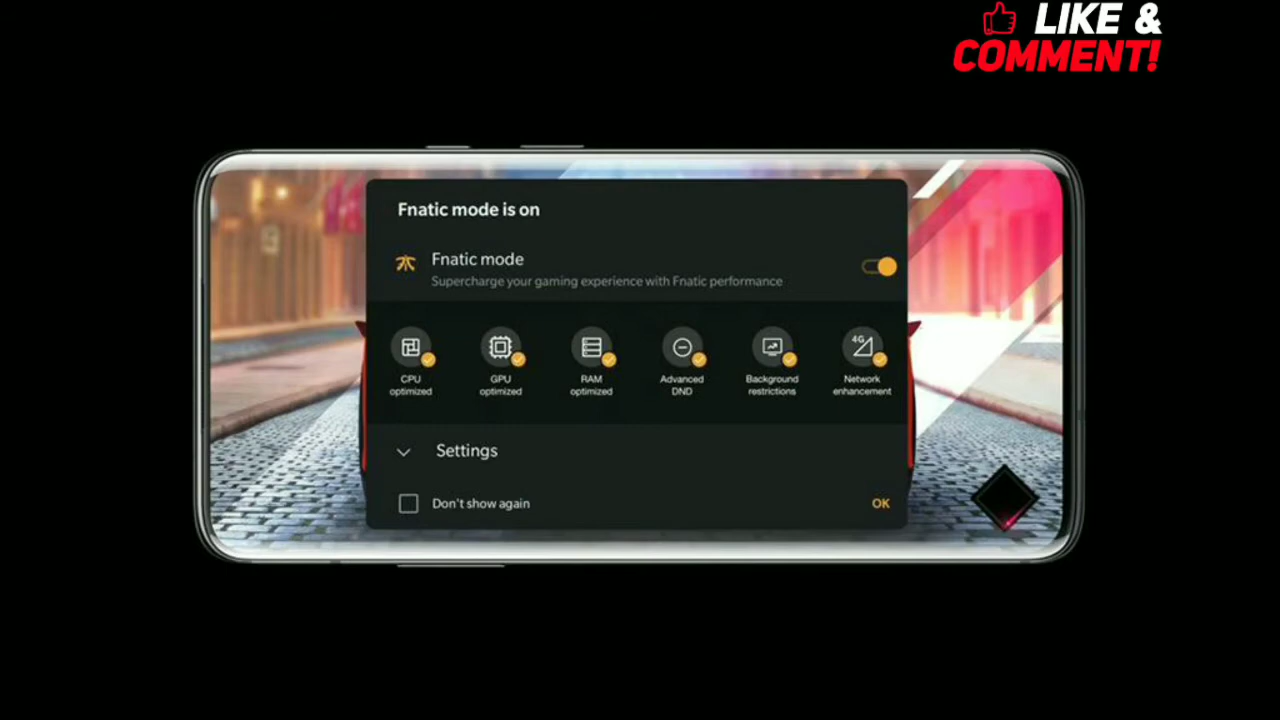 LIKE &
COMMENT!
Fnatic mode is on
Fnatic mode
Supercharge your gaming experience with Fnatic performance
CPU
optimized
GPU
optimized
RAM
optimized
Advanced
DND
Background
restrictions
4G
Network
enhancement
Settings
Don't show again
OK